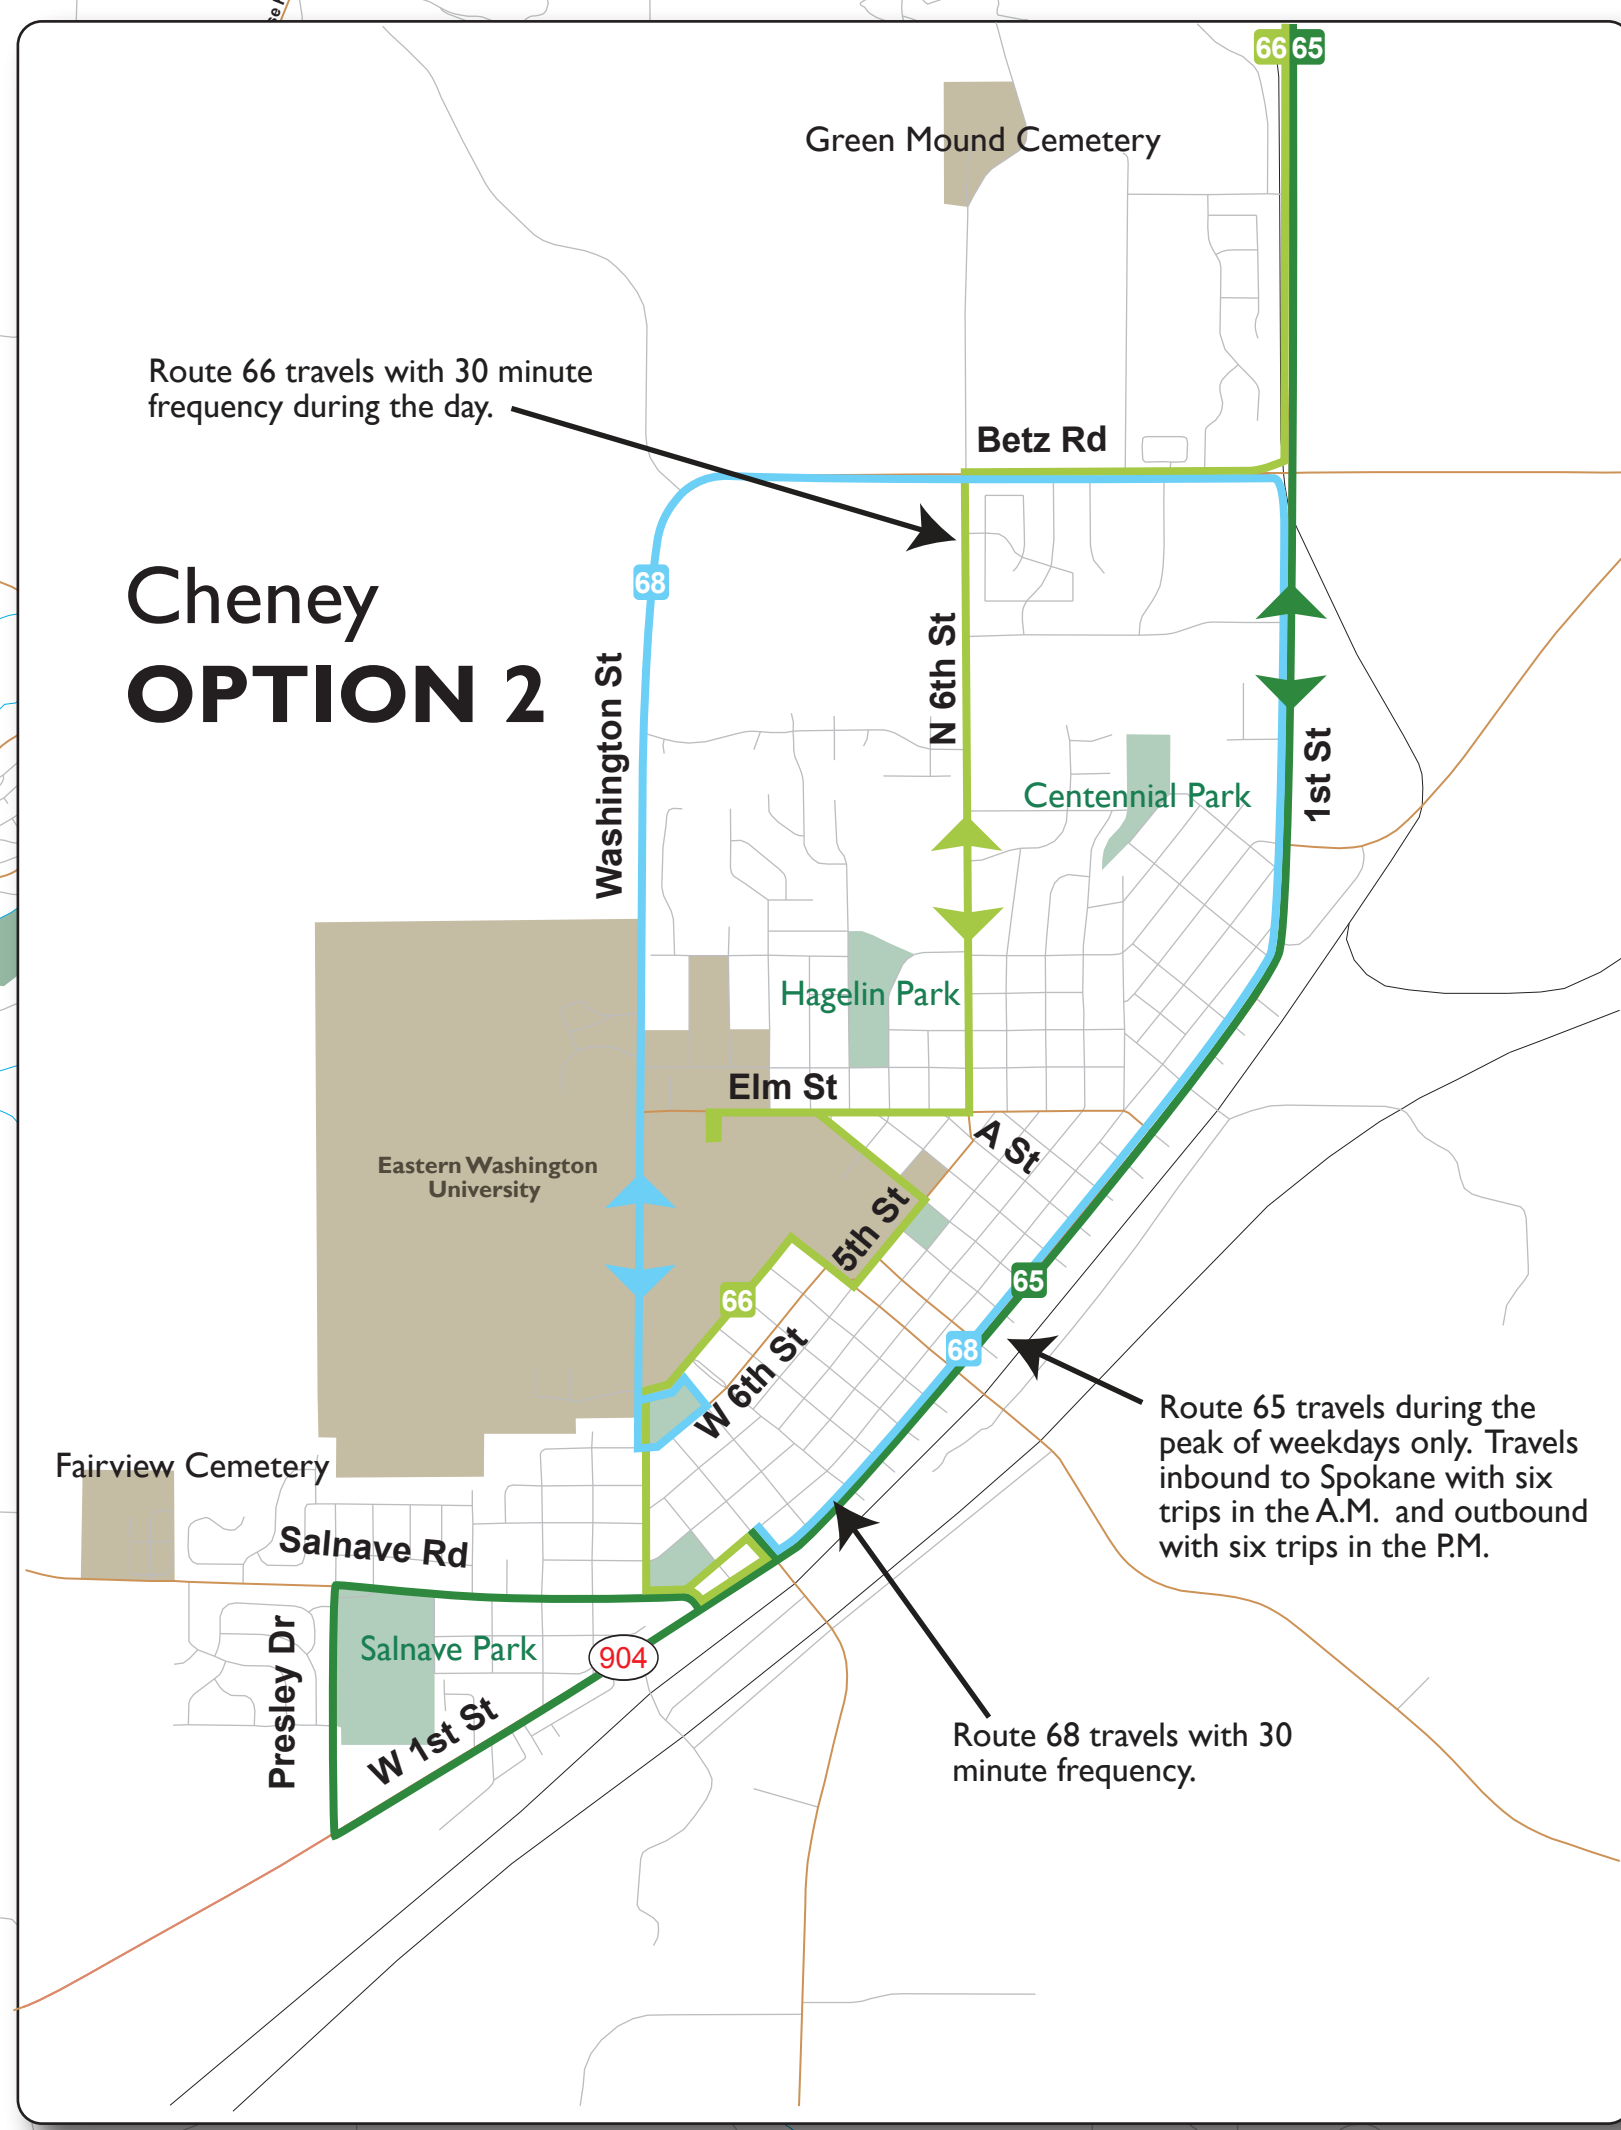 66 65
Green Mound Cemetery
Route 66 travels with 30 minute
frequency during the day.
Betz Rd
68
Cheney
OPTION 2
Washington St
N 6th St
1st St
Centennial Park
Hagelin Park
Elm St
A St
Eastern Washington
University
5th St
65
66
68
W 6th St
Route 65 travels during the
peak of weekdays only. Travels
inbound to Spokane with six
trips in the A.M. and outbound
with six trips in the P.M.
Fairview Cemetery
Salnave Rd
Presley Dr
Salnave Park
904
W 1st St
Route 68 travels with 30
minute frequency.